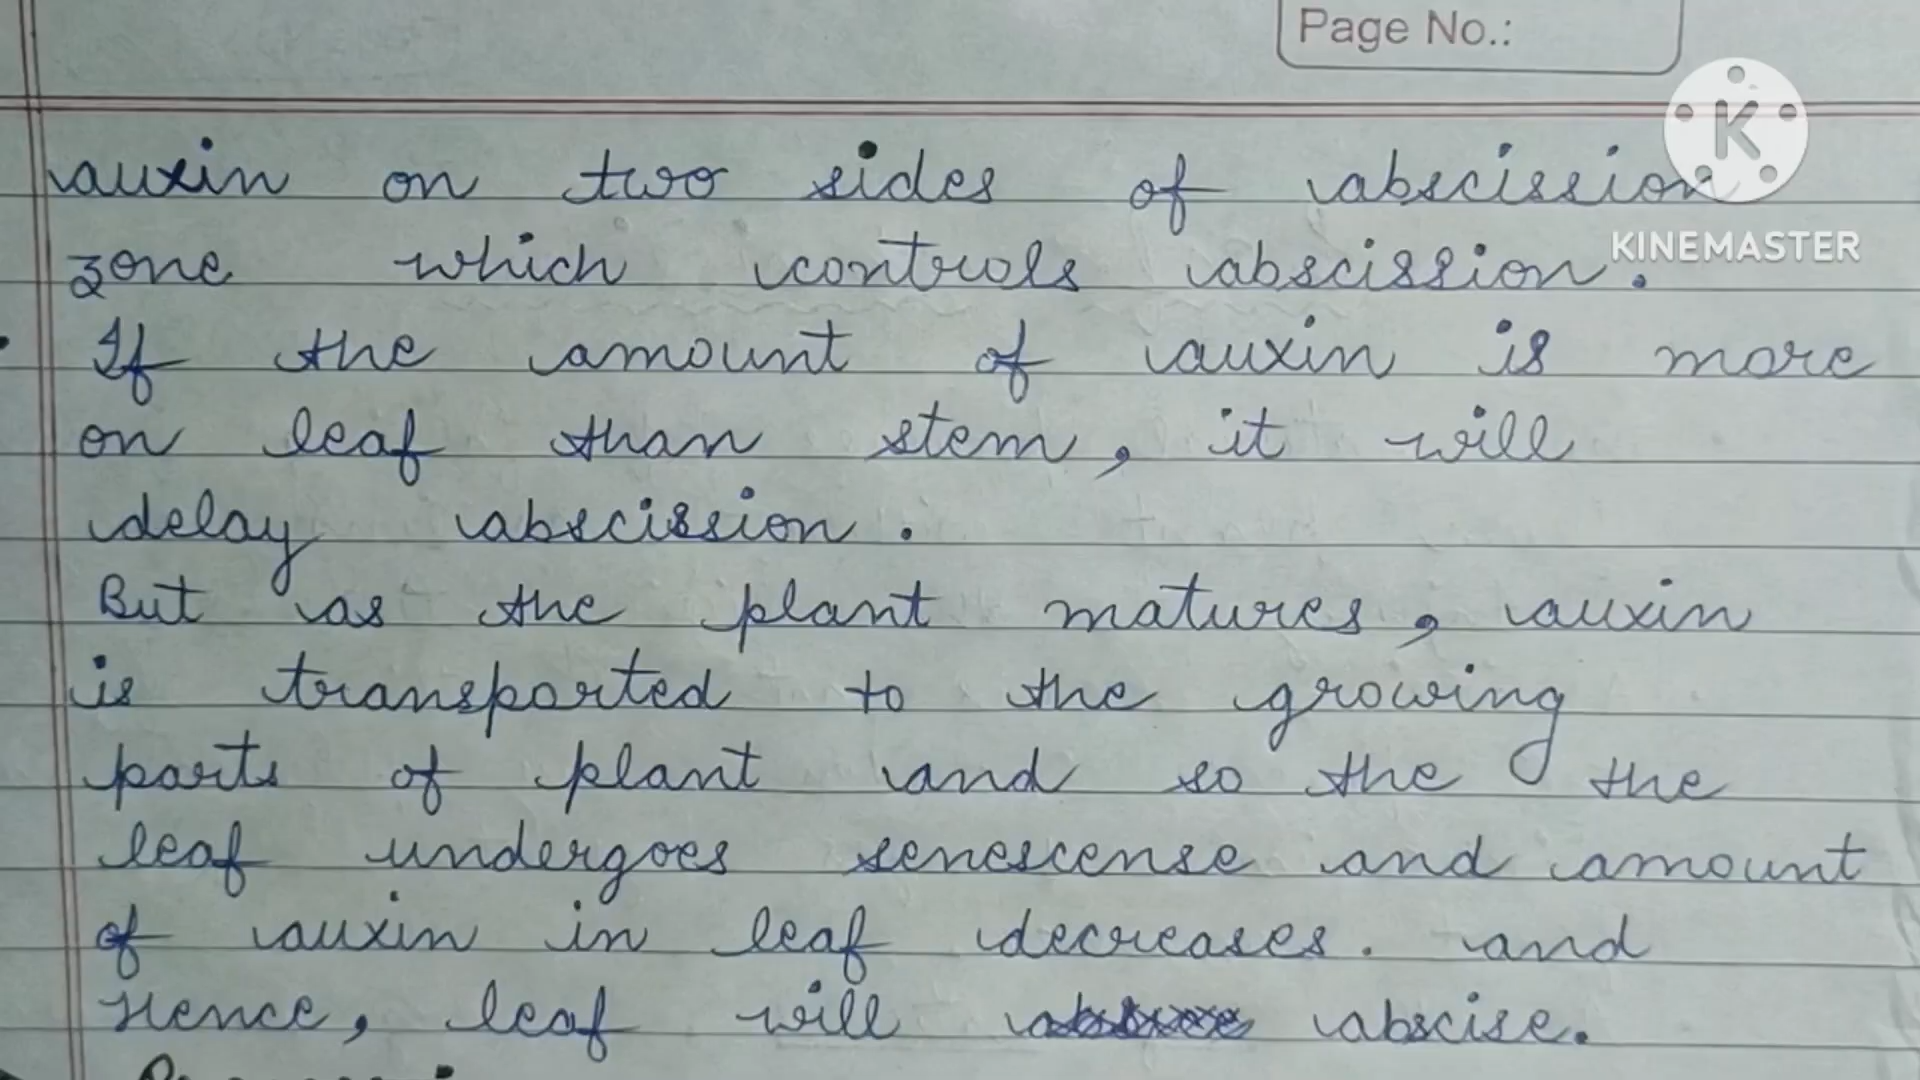 Page No.:
auxin on two sides of abscission
zone which controls abscission.
If the amount of auxin is more
on leaf than stem, it will
delay abscission.
But as the plant matures, auxin
is transported to the growing
parts of plant and so the the
leaf undergoes senescense and amount
of auxin in leaf decreases. and
Hence, leaf will abscise.
K
KINEMASTER